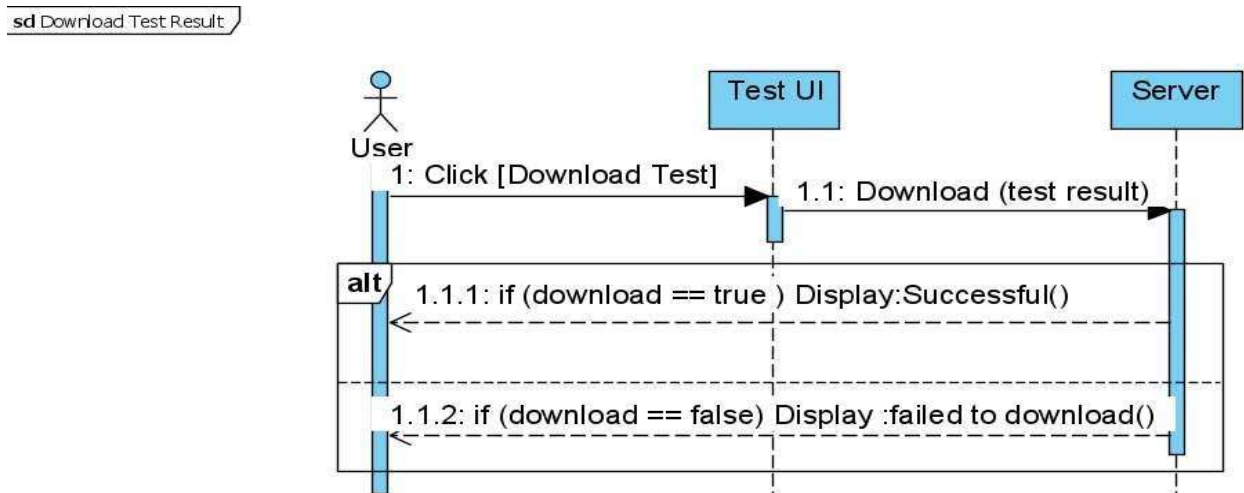 sd Download Test Result
Test UI
Server
User
1: Click [Download Test]
1.1: Download (test result)
alt
1.1.1: if (download == true ) Display:Successful()
1.1.2: if (download == false) Display :failed to download()